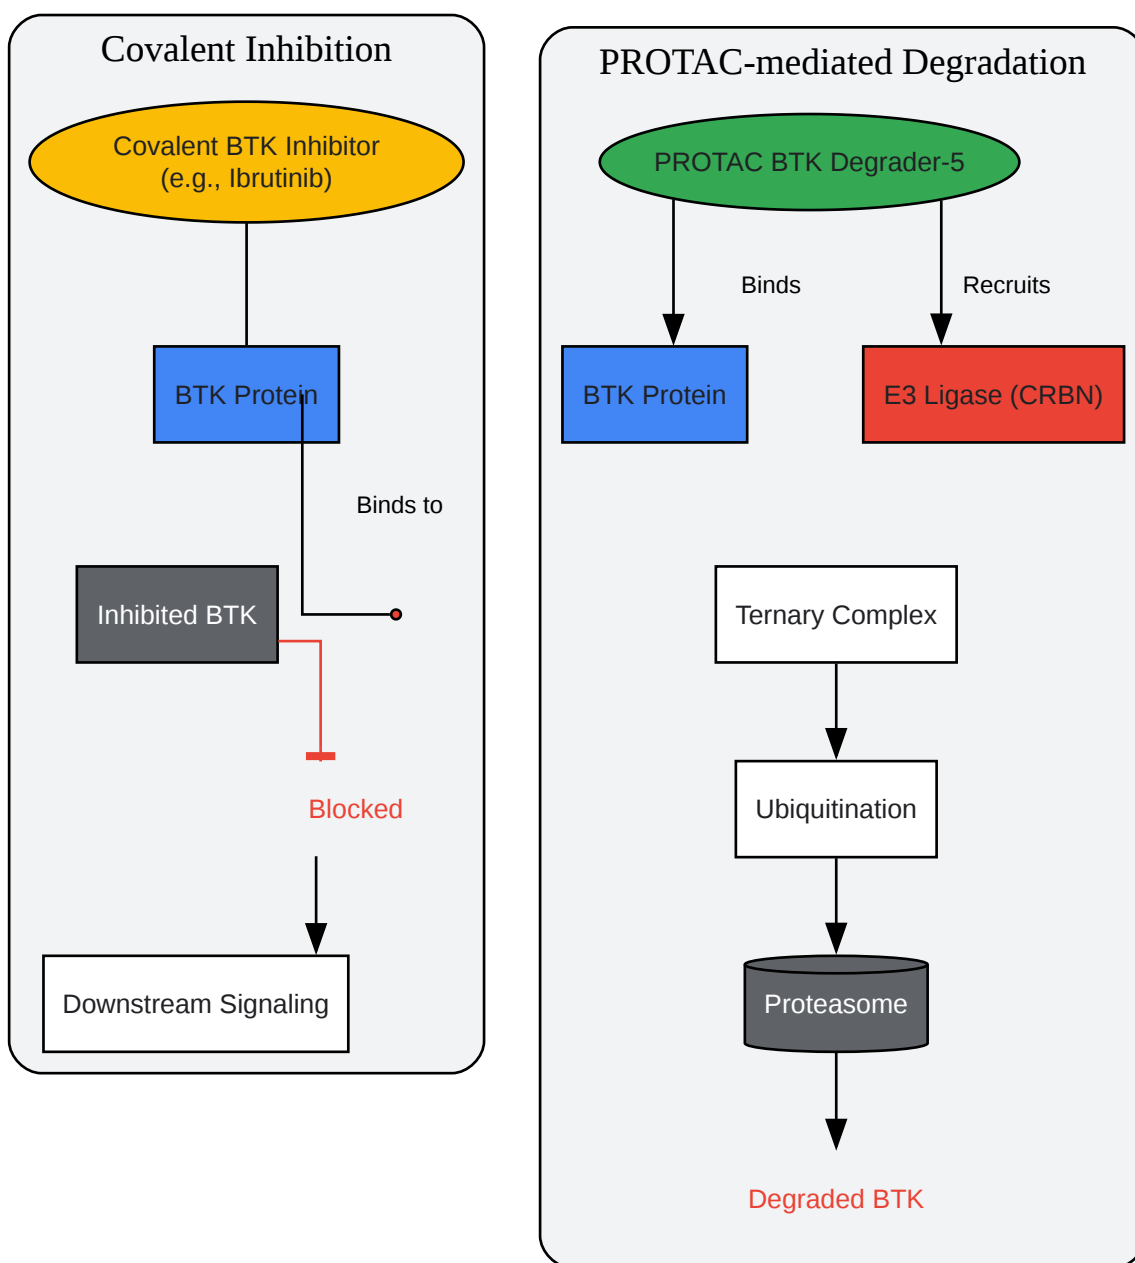 Covalent Inhibition
Covalent BTK Inhibitor
(e.g., Ibrutinib)
BTK Protein
Binds to
Inhibited BTK
Blocked
Downstream Signaling
PROTAC-mediated Degradation
PROTAC BTK Degrader-5
Binds
Recruits
BTK Protein
E3 Ligase (CRBN)
Ternary Complex
Ubiquitination
Proteasome
Degraded BTK